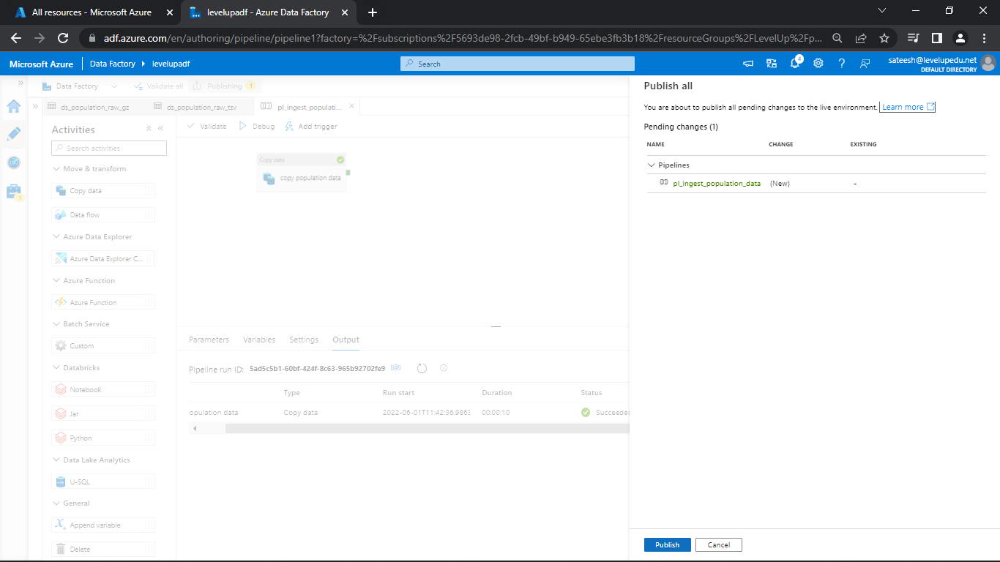 All resources - Microsoft Azure
levelupadf - Azure Data Factory
adf.azure.com/en/authoring/pipeline/pipeline1?factory=%2Fsubscriptions%2F5693de98-2fcb-49bf-b949-65ebe3fb3b18%2FresourceGroups%2FLevelUp%2Fp...
Microsoft Azure
Data Factory
levelupadf
Search
4
sateesh@levelupedu.net
DEFAULT DIRECTORY
Data Factory
Validate all
Publishing
1
ds_population_raw_gz
ds_population_raw_tsv
pl_ingest_populati...
Activities
Search activities
Validate
Debug
Add trigger
Move & transform
Copy data
Data flow
Azure Data Explorer
Azure Data Explorer C...
Azure Function
Azure Function
Batch Service
Custom
Databricks
Notebook
Jar
Python
Data Lake Analytics
U-SQL
General
Append variable
Delete
1
Copy data
copy population data
Parameters
Variables
Settings
Output
Pipeline run ID: 5ad5c5b1-60bf-424f-8c63-965b92702fe9
Type
Run start
Duration
Status
opulation data
Copy data
2022-06-01T11:42:36.9863
00:00:10
Succeeded
Publish all
You are about to publish all pending changes to the live environment. Learn more
Pending changes (1)
NAME
CHANGE
EXISTING
Pipelines
pl_ingest_population_data
(New)
-
Publish
Cancel